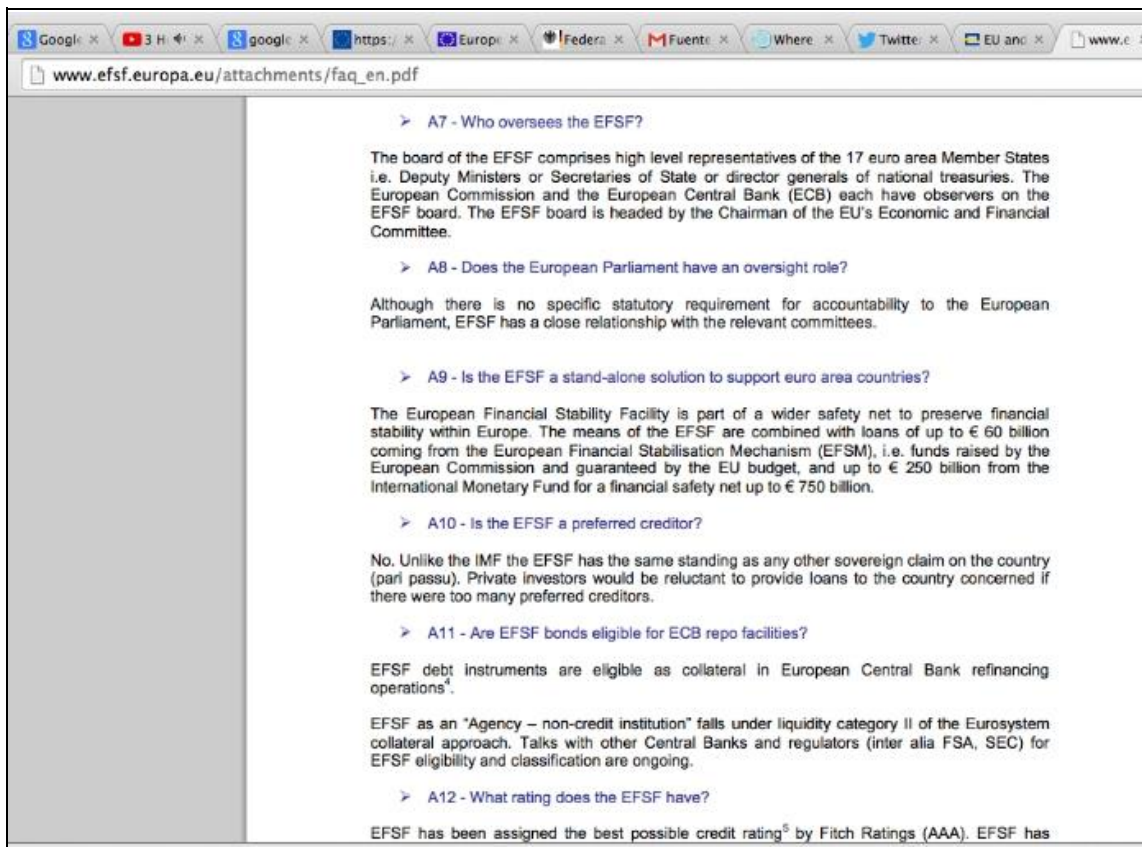 Google
3 H
google
https:/
Europe
Federa
Fuente
Where
Twitte
EU and
www.e
www.efsf.europa.eu/attachments/faq_en.pdf
➢ A7 - Who oversees the EFSF?
The board of the EFSF comprises high level representatives of the 17 euro area Member States
i.e. Deputy Ministers or Secretaries of State or director generals of national treasuries. The
European Commission and the European Central Bank (ECB) each have observers on the
EFSF board. The EFSF board is headed by the Chairman of the EU's Economic and Financial
Committee.
➢ A8 - Does the European Parliament have an oversight role?
Although there is no specific statutory requirement for accountability to the European
Parliament, EFSF has a close relationship with the relevant committees.
➢ A9 - Is the EFSF a stand-alone solution to support euro area countries?
The European Financial Stability Facility is part of a wider safety net to preserve financial
stability within Europe. The means of the EFSF are combined with loans of up to € 60 billion
coming from the European Financial Stabilisation Mechanism (EFSM), i.e. funds raised by the
European Commission and guaranteed by the EU budget, and up to € 250 billion from the
International Monetary Fund for a financial safety net up to € 750 billion.
➢ A10 - Is the EFSF a preferred creditor?
No. Unlike the IMF the EFSF has the same standing as any other sovereign claim on the country
(pari passu). Private investors would be reluctant to provide loans to the country concerned if
there were too many preferred creditors.
➢ A11 - Are EFSF bonds eligible for ECB repo facilities?
EFSF debt instruments are eligible as collateral in European Central Bank refinancing
operations⁴.
EFSF as an "Agency – non-credit institution" falls under liquidity category II of the Eurosystem
collateral approach. Talks with other Central Banks and regulators (inter alia FSA, SEC) for
EFSF eligibility and classification are ongoing.
➢ A12 - What rating does the EFSF have?
EFSF has been assigned the best possible credit rating⁵ by Fitch Ratings (AAA). EFSF has